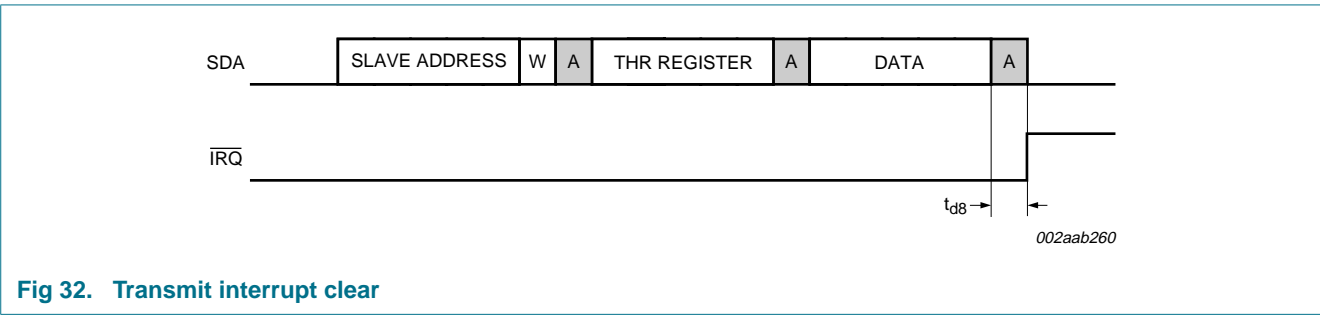 SDA SLAVE ADDRESS W A THR REGISTER A DATA A
IRQ
td8
002aab260
Fig 32. Transmit interrupt clear